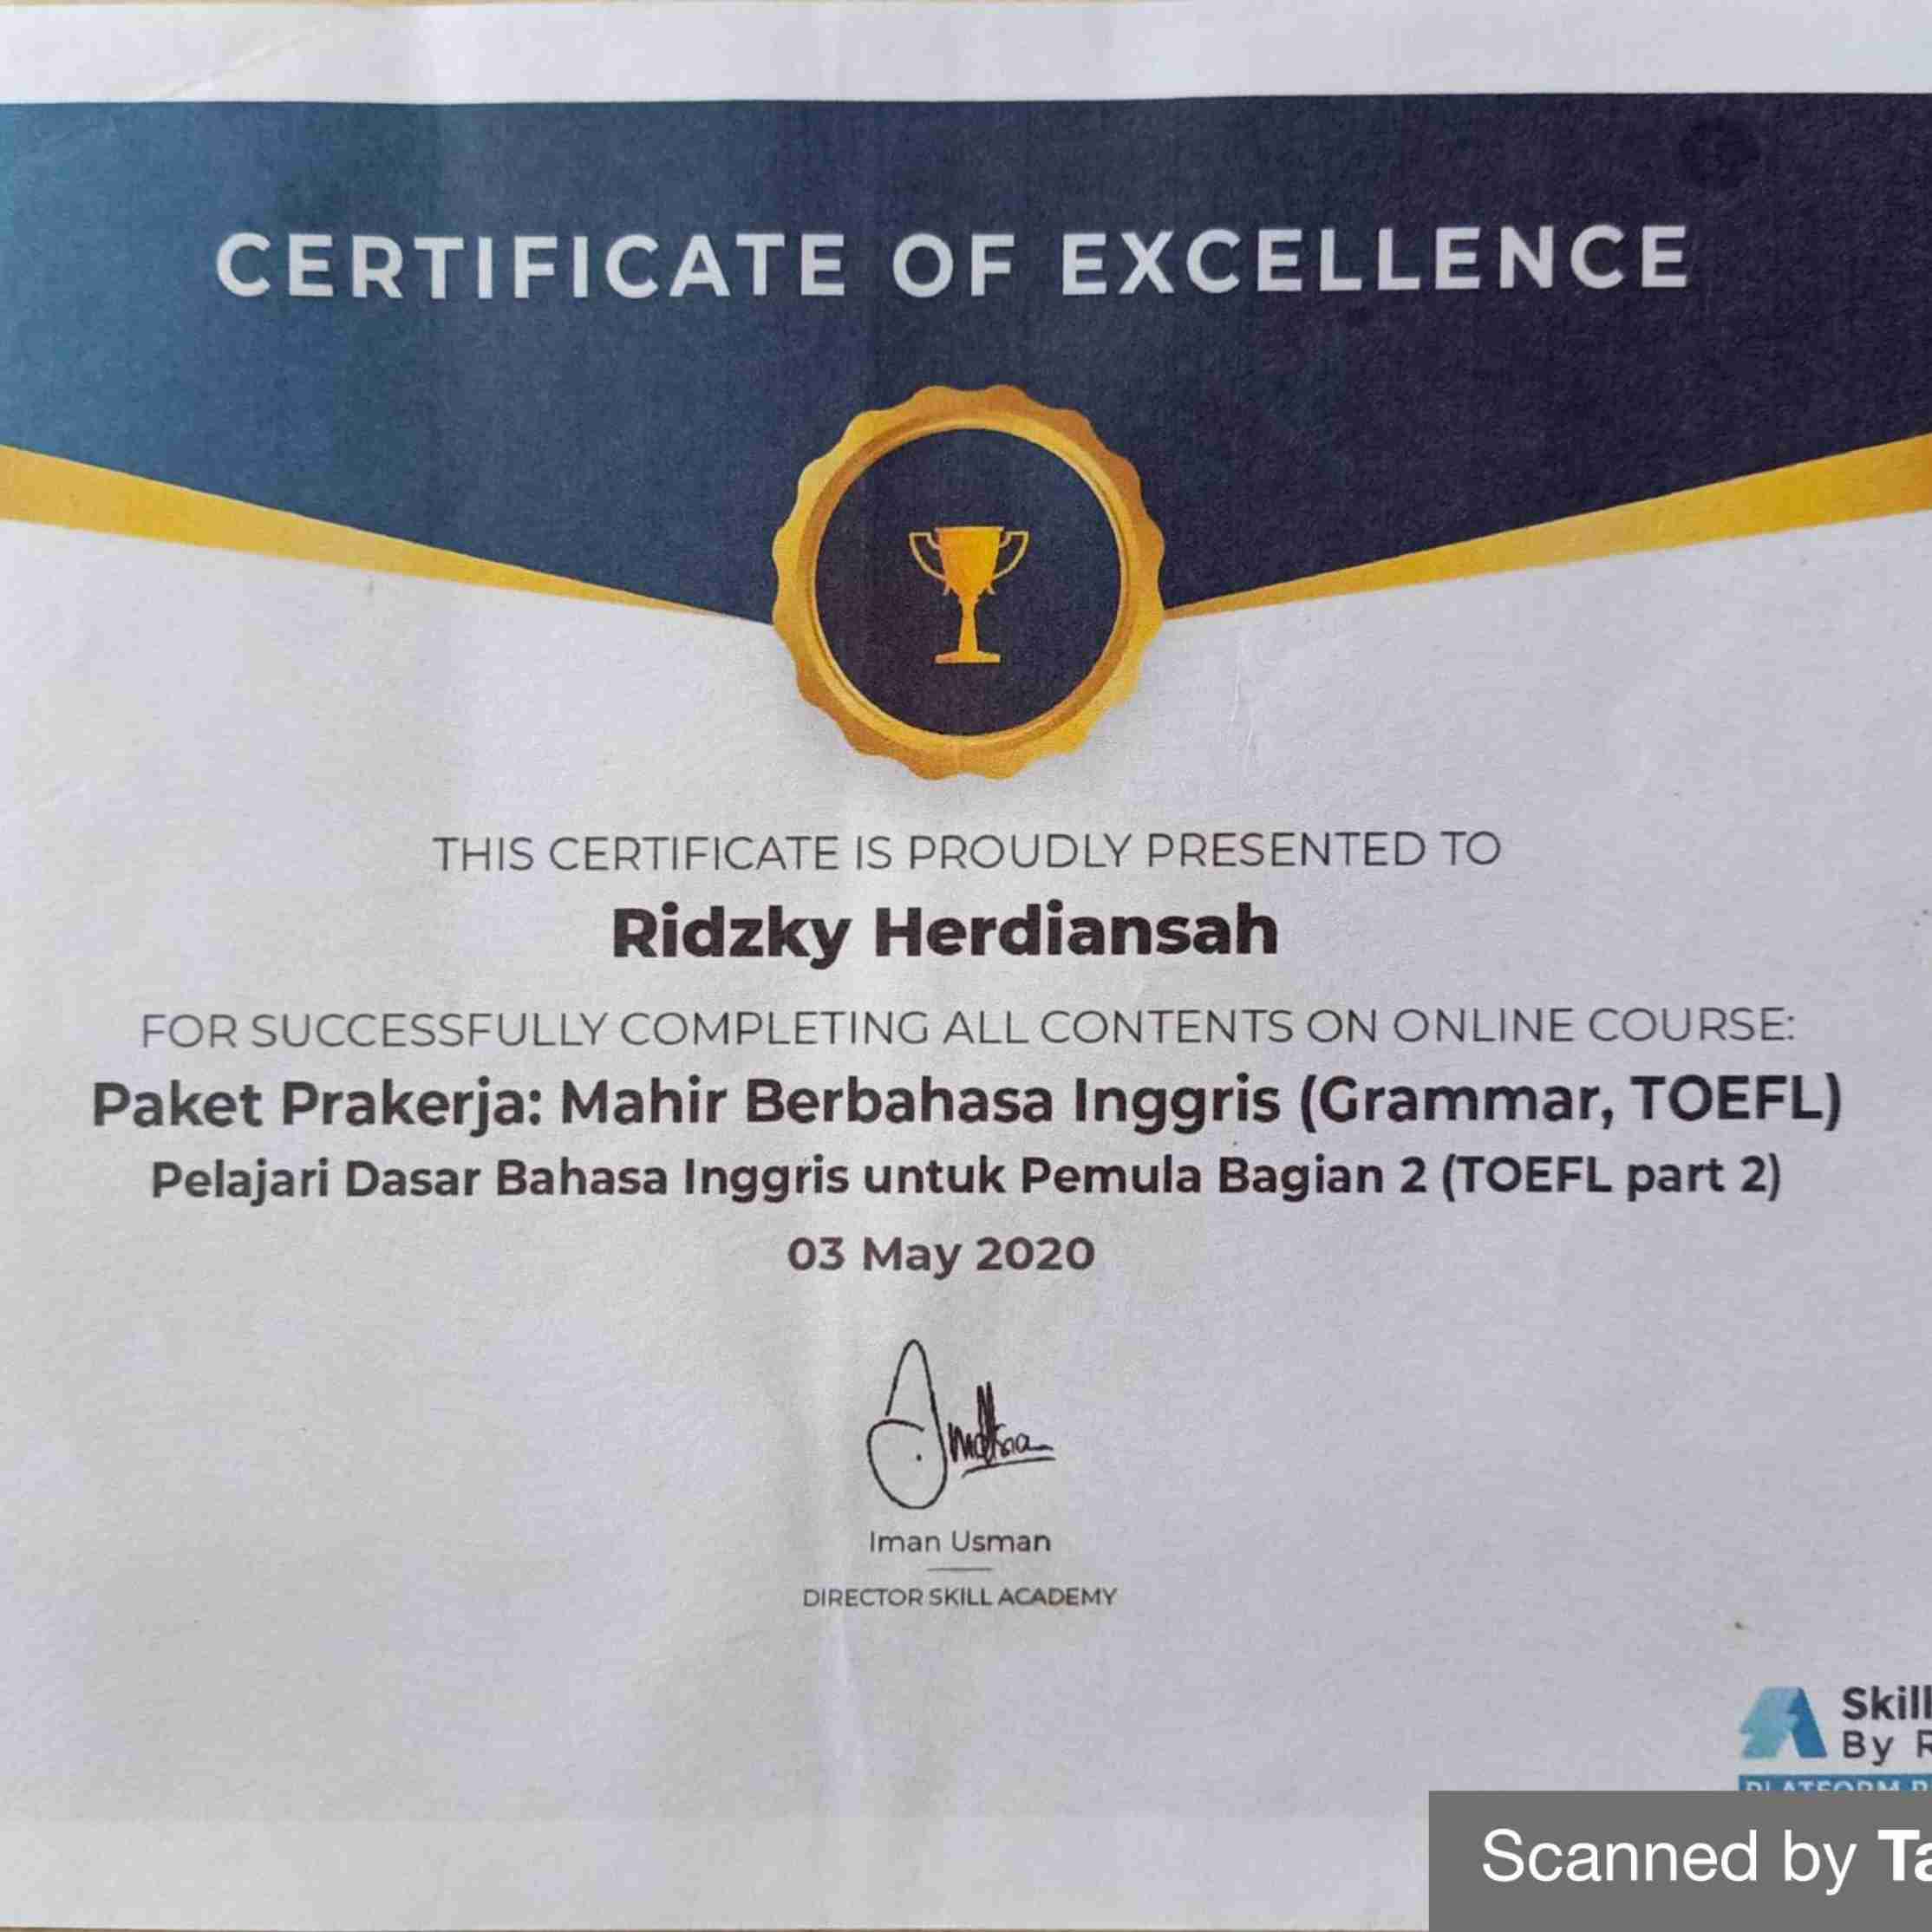 CERTIFICATE OF EXCELLENCE
THIS CERTIFICATE IS PROUDLY PRESENTED TO
Ridzky Herdiansah
FOR SUCCESSFULLY COMPLETING ALL CONTENTS ON ONLINE COURSE:
Paket Prakerja: Mahir Berbahasa Inggris (Grammar, TOEFL)
Pelajari Dasar Bahasa Inggris untuk Pemula Bagian 2 (TOEFL part 2)
03 May 2020
Iman Usman
DIRECTOR SKILL ACADEMY
Skill
By
PLATFORM
Scanned by